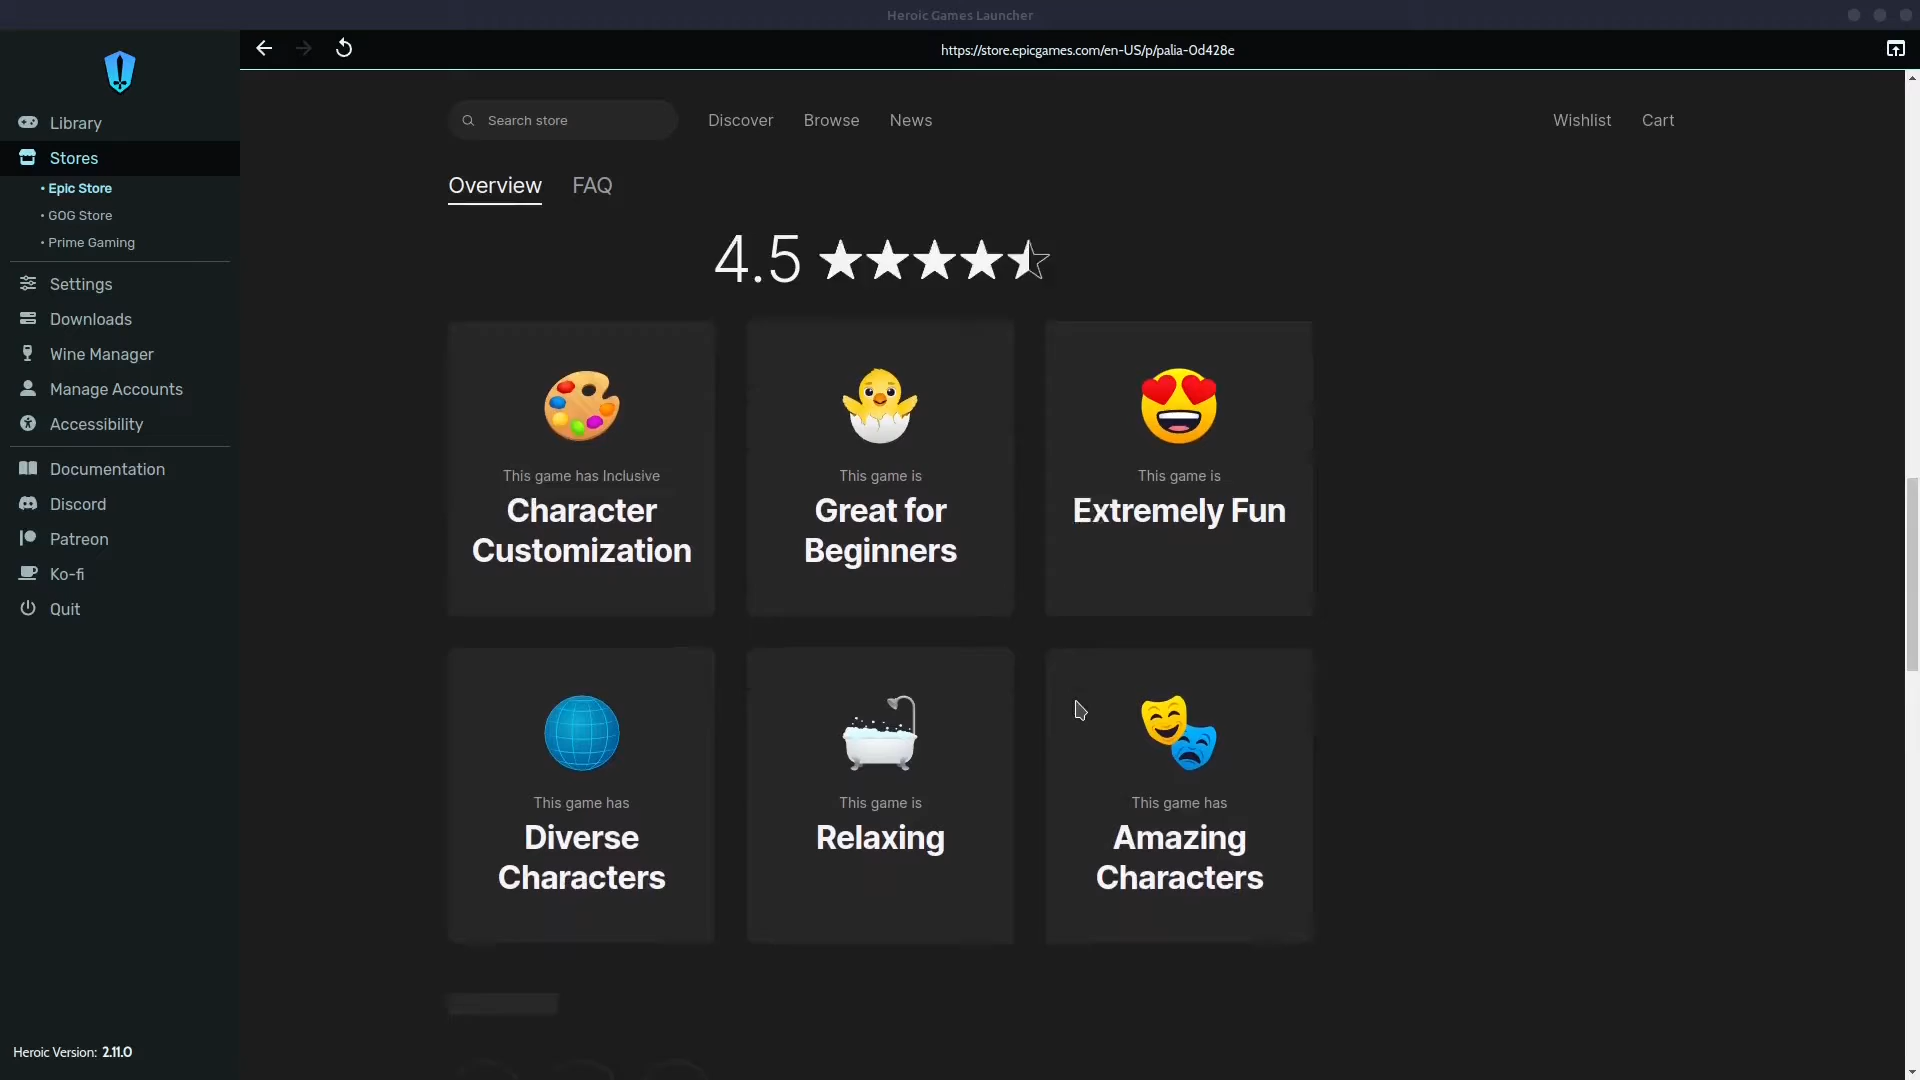 Heroic Games Launcher
https://store.epicgames.com/en-US/p/palia-0d428e
Library
Stores
• Epic Store
• GOG Store
• Prime Gaming
Settings
Downloads
Wine Manager
Manage Accounts
Accessibility
Documentation
Discord
Patreon
Ko-fi
Quit
Heroic Version: 2.11.0
Search store
Discover
Browse
News
Wishlist
Cart
Overview
FAQ
4.5
This game has Inclusive
Character
Customization
This game is
Great for
Beginners
This game is
Extremely Fun
This game has
Diverse
Characters
This game is
Relaxing
This game has
Amazing
Characters